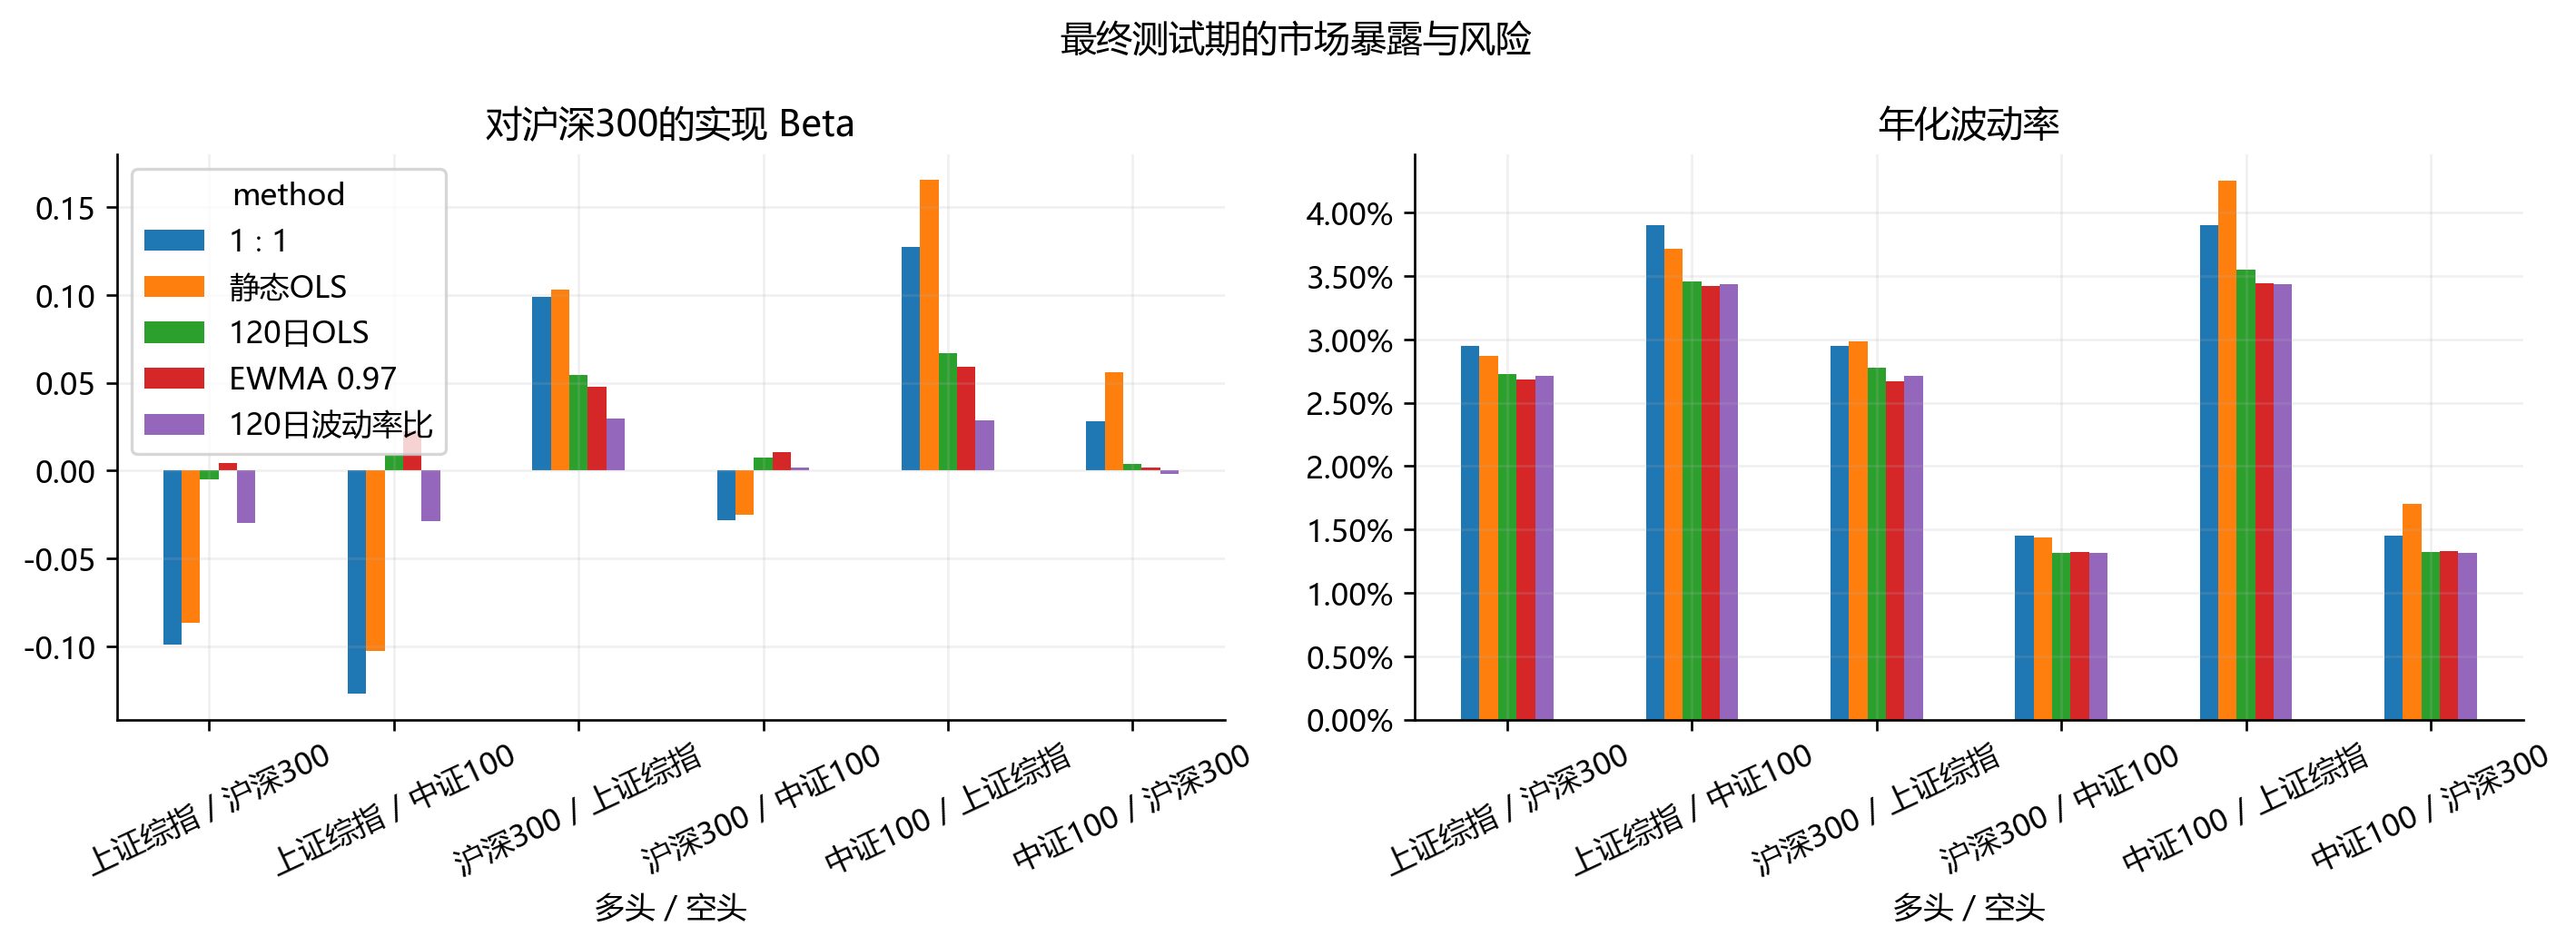 最终测试期的市场暴露与风险
对沪深300的实现 Beta
method
1 : 1
静态OLS
120日OLS
EWMA 0.97
120日波动率比
0.15
0.10
0.05
0.00
-0.05
-0.10
上证综指 / 沪深300
上证综指 / 中证100
沪深300 / 上证综指
沪深300 / 中证100
中证100 / 上证综指
中证100 / 沪深300
多头 / 空头
年化波动率
4.00%
3.50%
3.00%
2.50%
2.00%
1.50%
1.00%
0.50%
0.00%
上证综指 / 沪深300
上证综指 / 中证100
沪深300 / 上证综指
沪深300 / 中证100
中证100 / 上证综指
中证100 / 沪深300
多头 / 空头